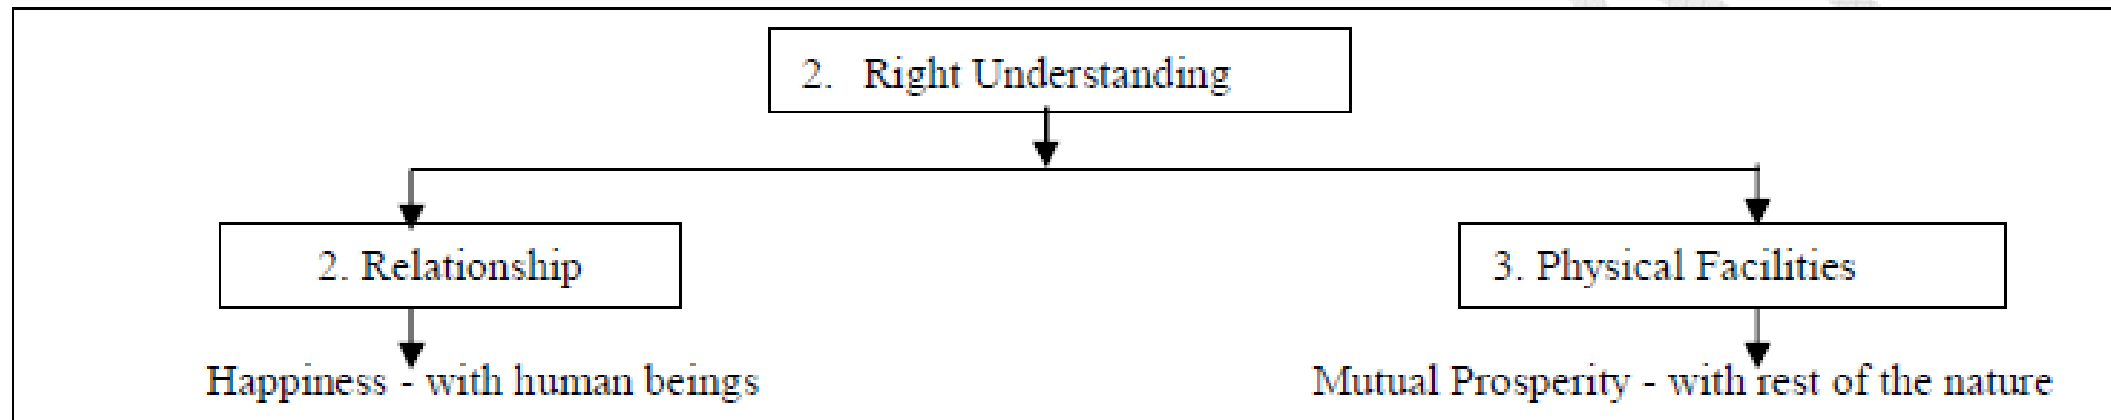 2. Right Understanding
2. Relationship
3. Physical Facilities
Happiness - with human beings
Mutual Prosperity - with rest of the nature